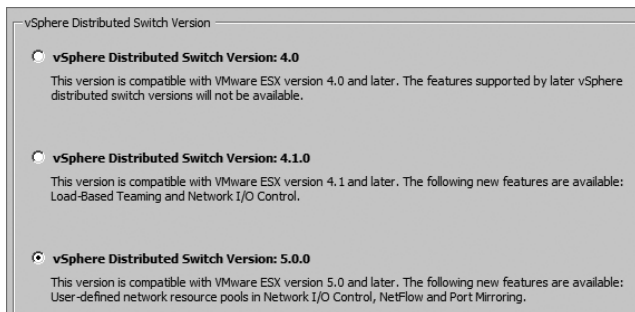 vSphere Distributed Switch Version
vSphere Distributed Switch Version: 4.0
This version is compatible with VMware ESX version 4.0 and later. The features supported by later vSphere
distributed switch versions will not be available.
vSphere Distributed Switch Version: 4.1.0
This version is compatible with VMware ESX version 4.1 and later. The following new features are available:
Load-Based Teaming and Network I/O Control.
vSphere Distributed Switch Version: 5.0.0
This version is compatible with VMware ESX version 5.0 and later. The following new features are available:
User-defined network resource pools in Network I/O Control, NetFlow and Port Mirroring.